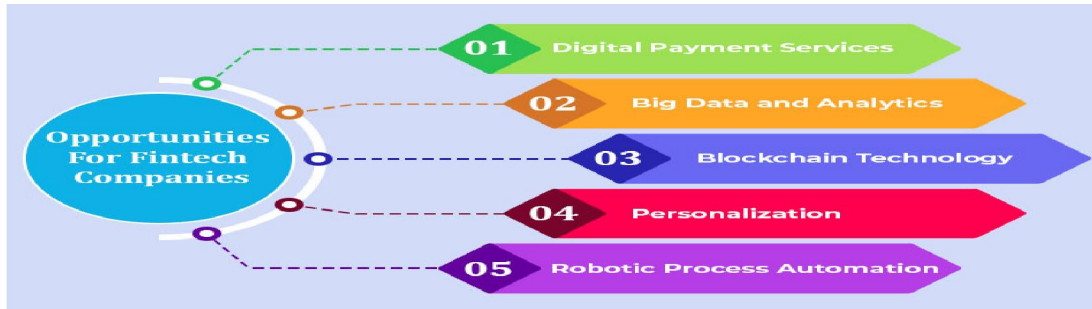 Opportunities
For Fintech
Companies
01 Digital Payment Services
02 Big Data and Analytics
03 Blockchain Technology
04 Personalization
05 Robotic Process Automation